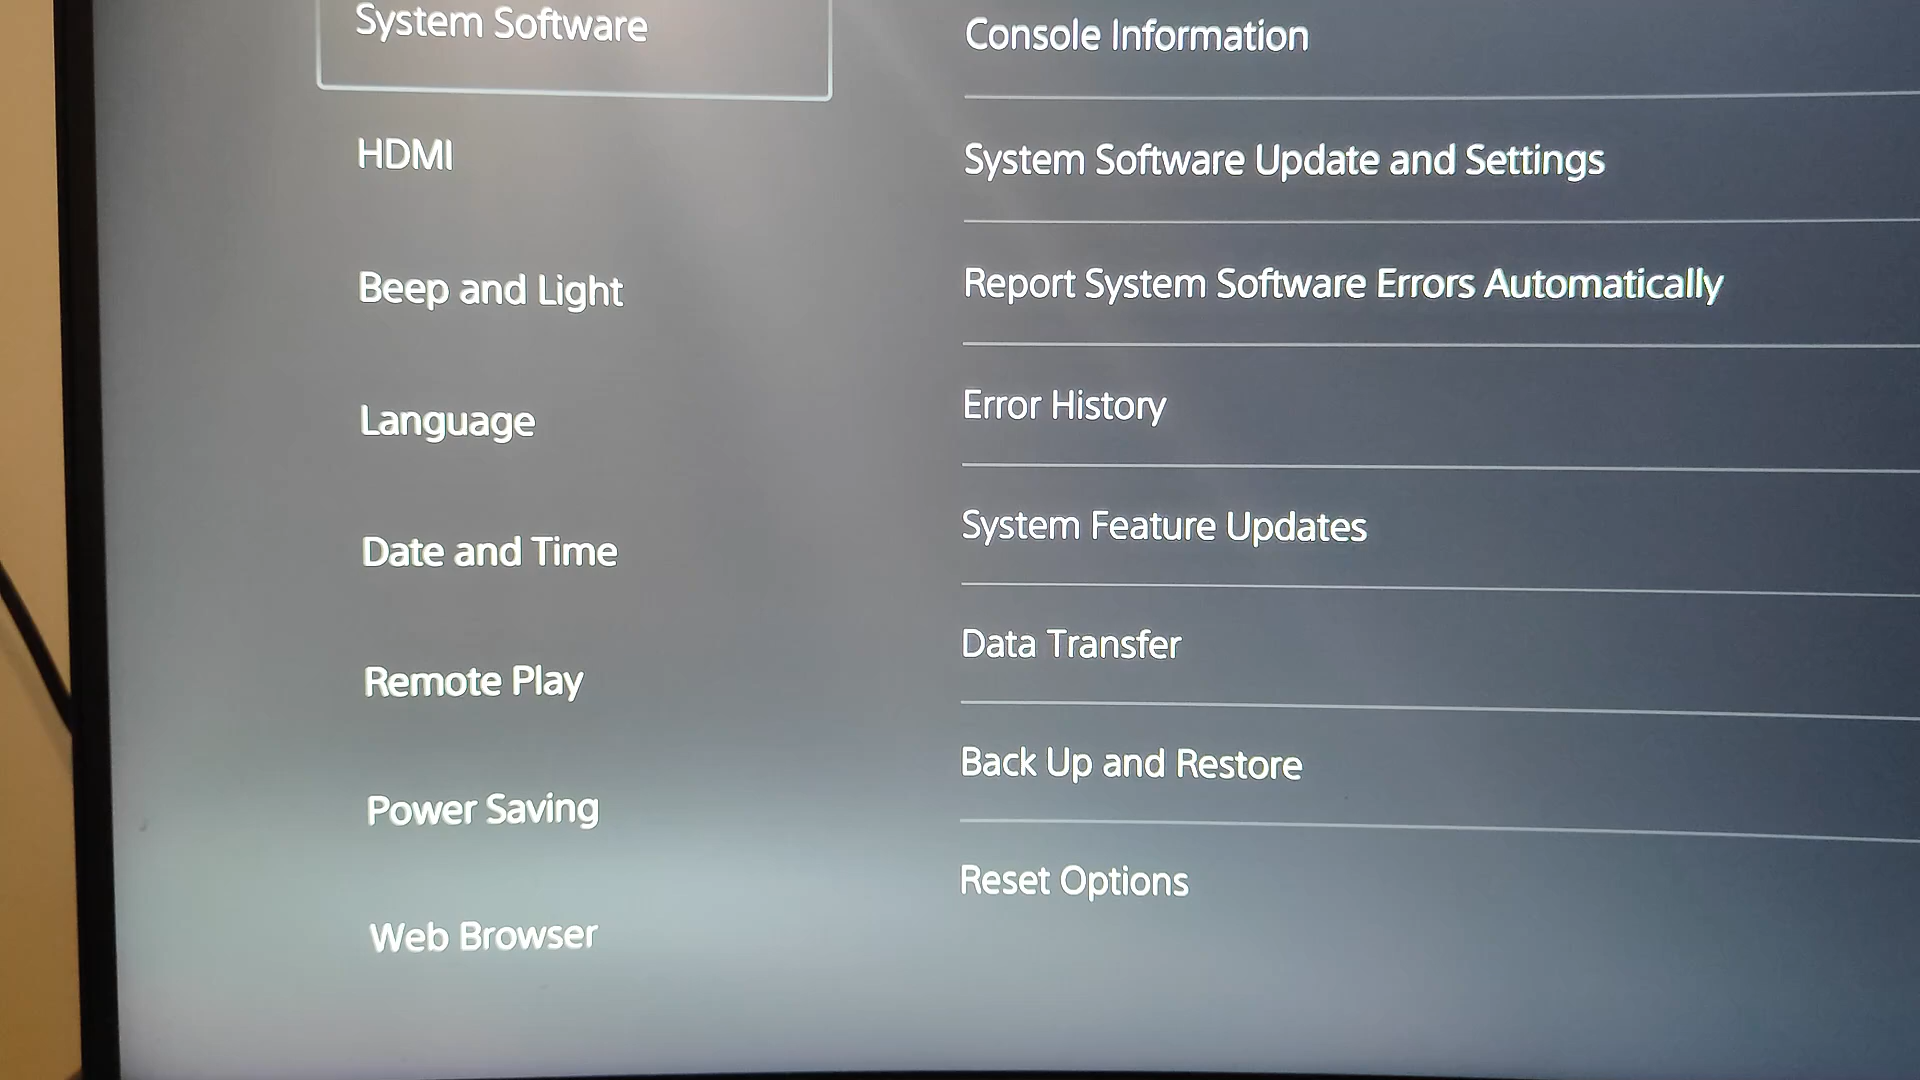 System Software
HDMI
Beep and Light
Language
Date and Time
Remote Play
Power Saving
Web Browser
Console Information
System Software Update and Settings
Report System Software Errors Automatically
Error History
System Feature Updates
Data Transfer
Back Up and Restore
Reset Options